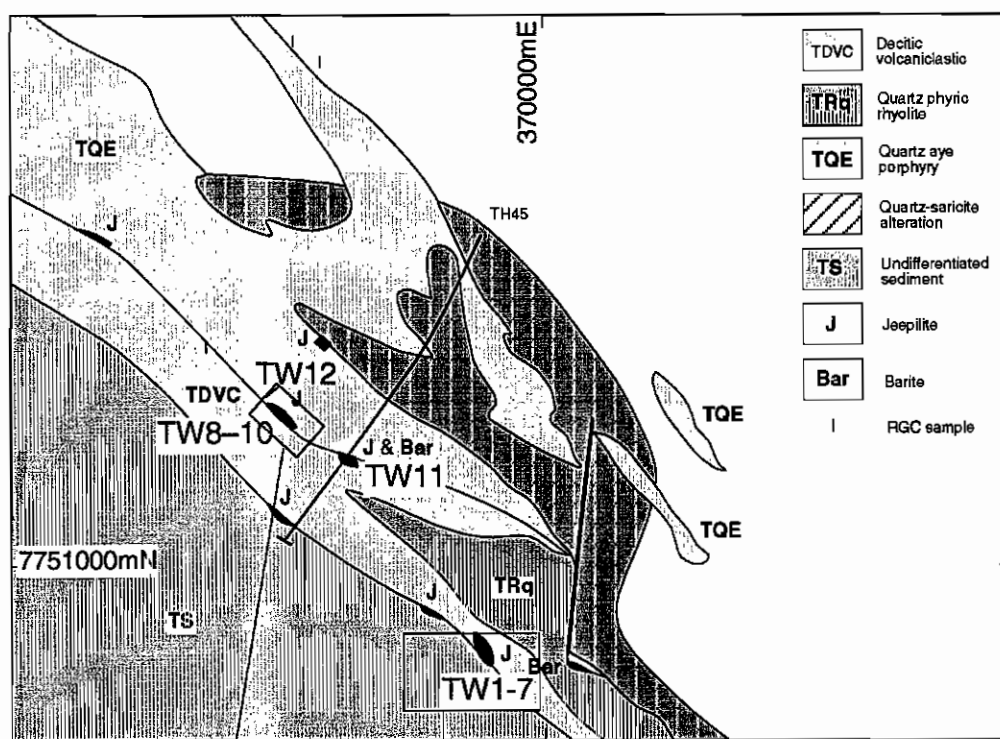 370000mE
TDVC
Decitic
volcaniclastic
TRq
Quartz phyric
rhyolite
TQE
Quartz aye
porphyry
Quartz-saricite
alteration
TS
Undifferentiated
sediment
J
Jeepilite
Bar
Barite
RGC sample
TQE
TH45
J
J
TW12
TDVC
J
TW8–10
J & Bar
TW11
TQE
J
TQE
7751000mN
TRq
J
TS
J
Bar
TW1-7